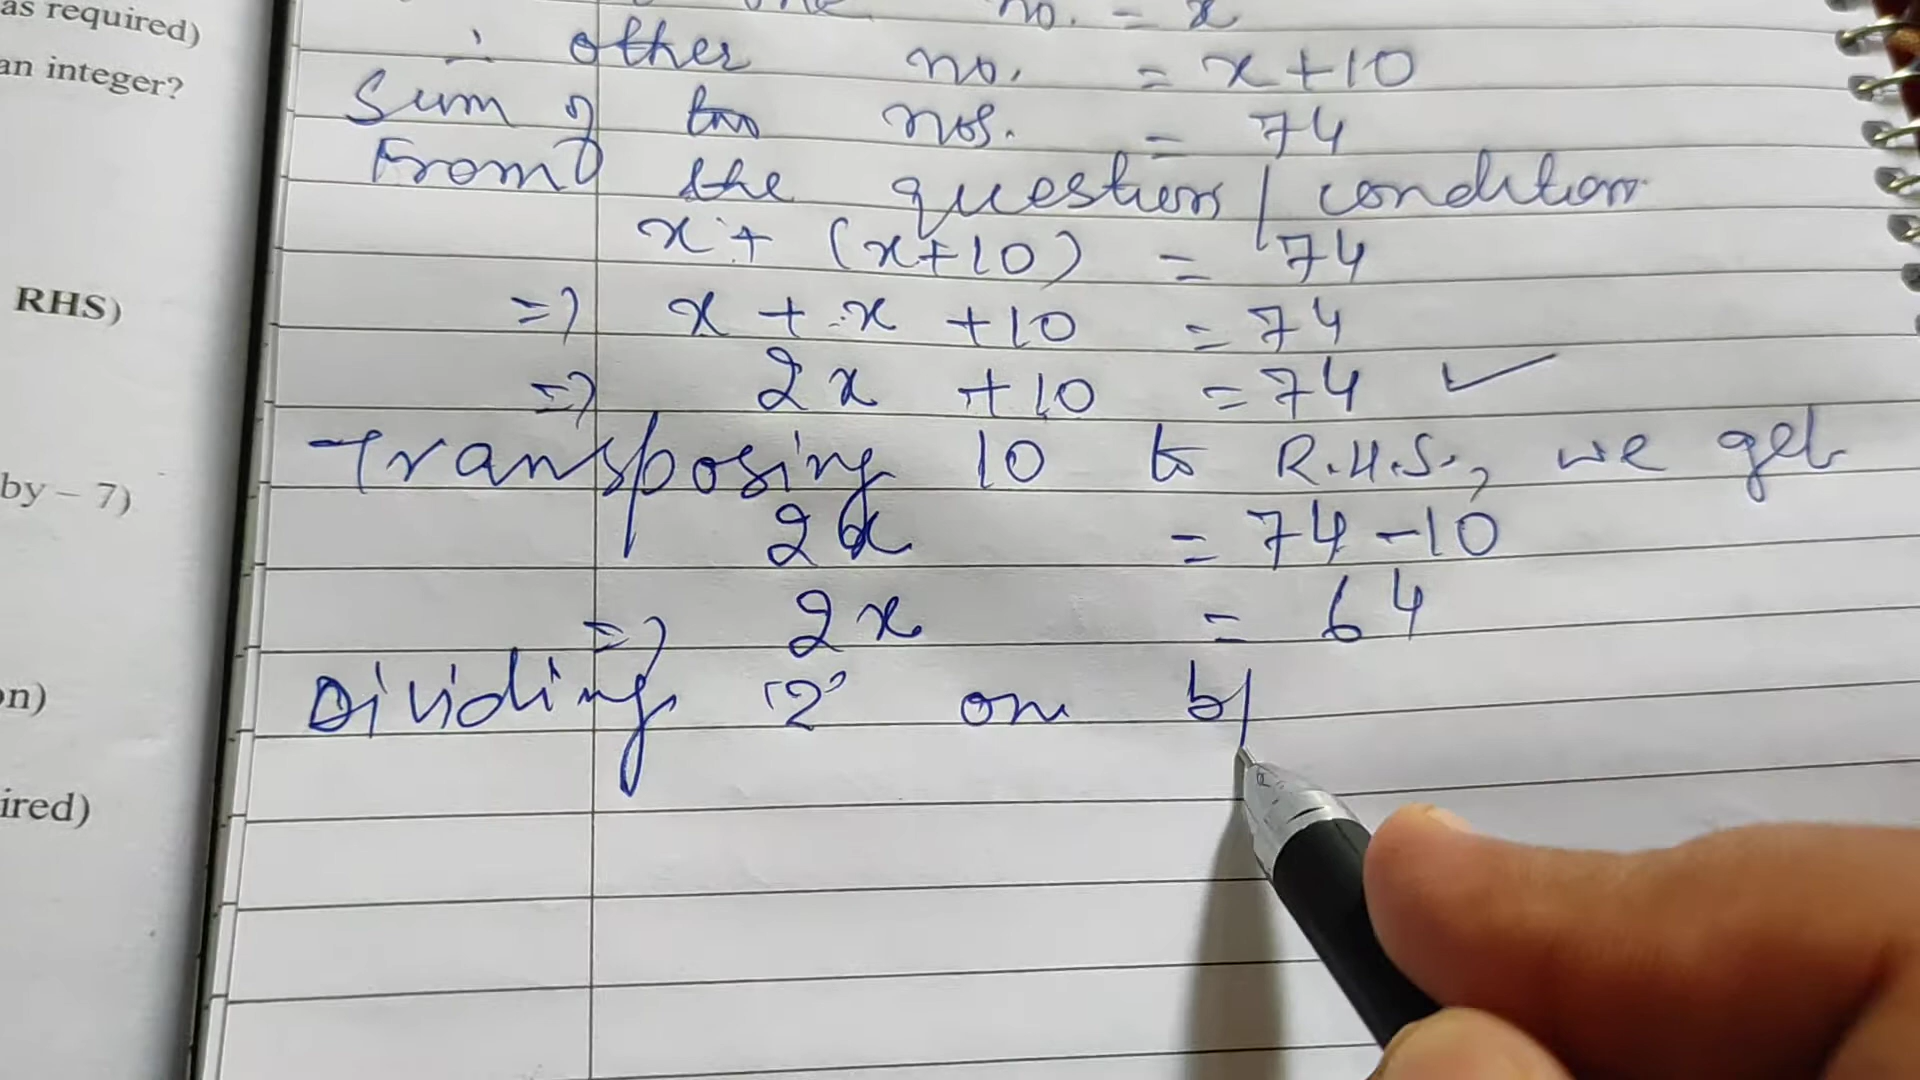 as required)
an integer?
RHS)
by – 7)
on)
ired)
no. = x
∴ other no. = x+10
Sum of two nos. = 74
From the question / condition
x + (x+10) = 74
=> x + x +10 = 74
=> 2x +10 = 74 ✓
Transposing 10 to R.H.S., we get
2x = 74-10
=> 2x = 64
Dividing '2' on b/